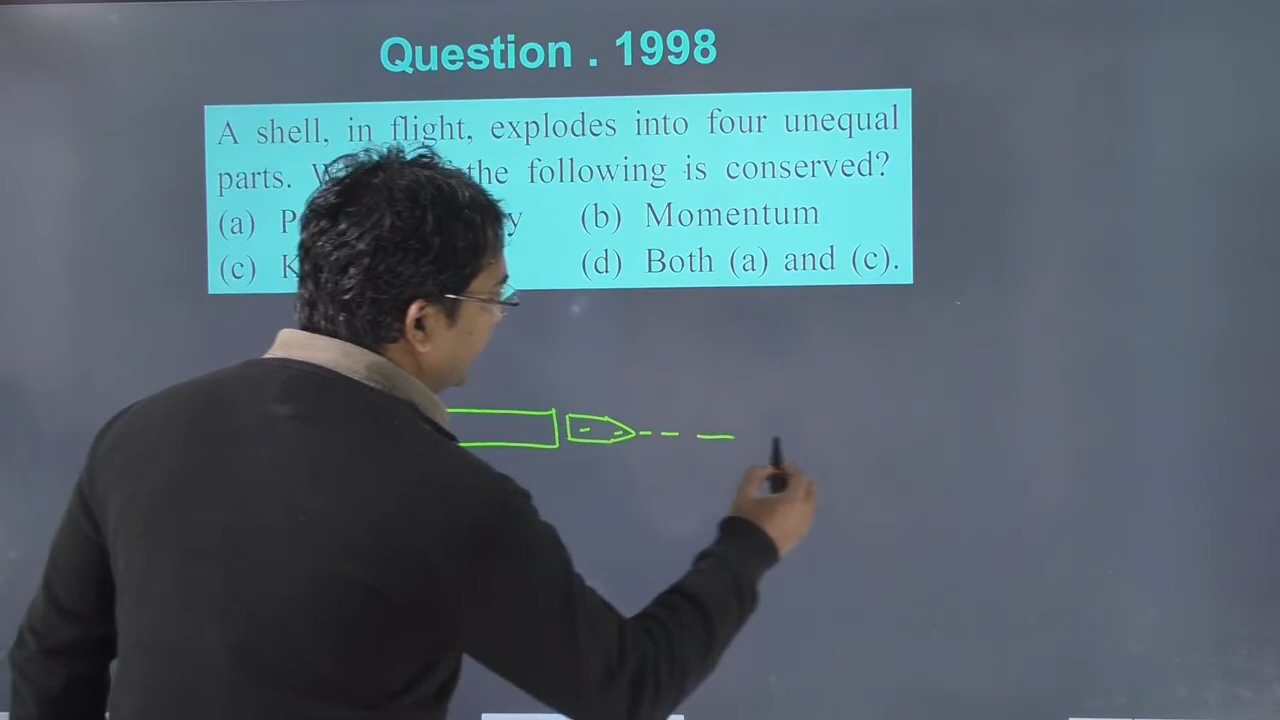 Question . 1998
A shell, in flight, explodes into four unequal
parts. the following is conserved?
(a) (b) Momentum
(c) (d) Both (a) and (c).